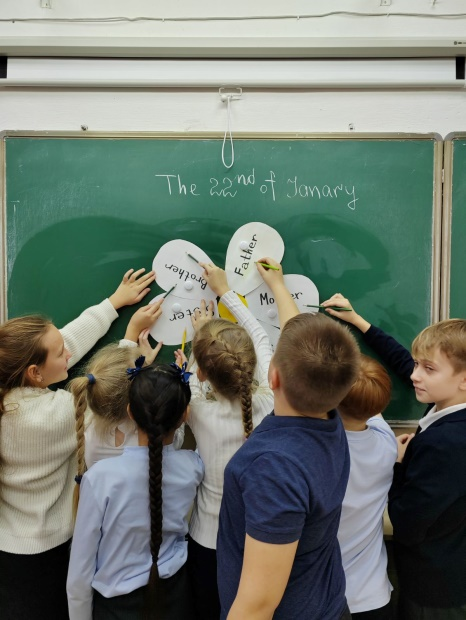 The 22nd of Janary
Father
Brother
Mother
Sister